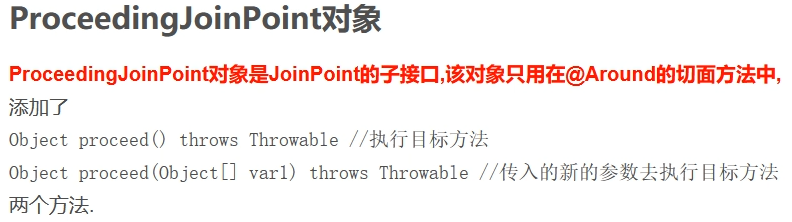 ProceedingJoinPoint对象
ProceedingJoinPoint对象是JoinPoint的子接口,该对象只用在@Around的切面方法中,
添加了
Object proceed() throws Throwable //执行目标方法
Object proceed(Object[] var1) throws Throwable //传入的新的参数去执行目标方法
两个方法.